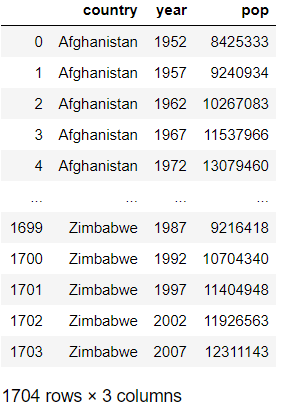 country year pop
0 Afghanistan 1952 8425333
1 Afghanistan 1957 9240934
2 Afghanistan 1962 10267083
3 Afghanistan 1967 11537966
4 Afghanistan 1972 13079460
... ... ... ...
1699 Zimbabwe 1987 9216418
1700 Zimbabwe 1992 10704340
1701 Zimbabwe 1997 11404948
1702 Zimbabwe 2002 11926563
1703 Zimbabwe 2007 12311143
1704 rows × 3 columns